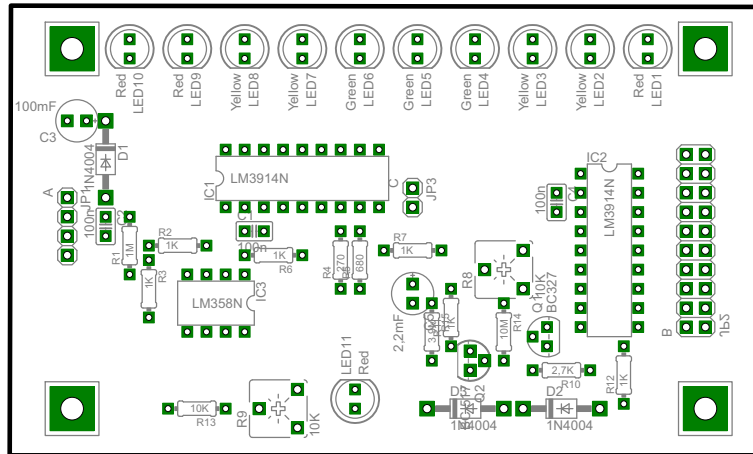 Red
LED10
Red
LED9
Yellow
LED8
Yellow
LED7
Green
LED6
Green
LED5
Green
LED4
Yellow
LED3
Yellow
LED2
Red
LED1
100mF
C3
1N4004
D1
A
JP1
100n
C2
R1
1M
R2
1K
R3
1K
IC1
LM3914N
C
JP3
C1
100n
1K
R6
LM358N
IC3
R4
270
680
R7
1K
R8
10K
2,2mF
1K
10M
R14
Q1
BC327
IC2
LM3914N
100n
C4
B
JP2
2,7K
R10
R12
1K
LED11
Red
10K
R13
R9
10K
Q2
1N4004
D2
1N4004